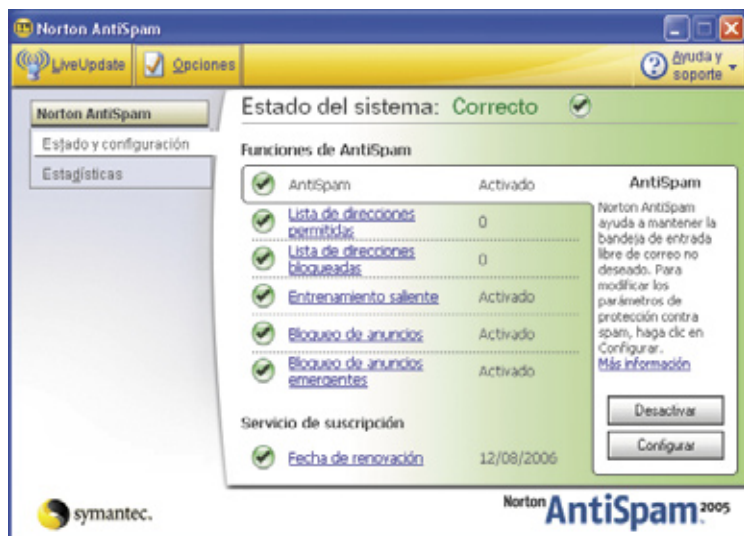 Norton AntiSpam
LiveUpdate
Opciones
Ayuda y
soporte
Norton AntiSpam
Estado y configuración
Estadísticas
Estado del sistema: Correcto
Funciones de AntiSpam
AntiSpam Activado
Lista de direcciones
permitidas 0
Lista de direcciones
bloqueadas 0
Entrenamiento saliente Activado
Bloqueo de anuncios Activado
Bloqueo de anuncios
emergentes Activado
Servicio de suscripción
Fecha de renovación 12/08/2006
AntiSpam
Norton AntiSpam
ayuda a mantener la
bandeja de entrada
libre de correo no
deseado. Para
modificar los
parámetros de
protección contra
spam, haga clic en
Configurar.
Más información
Desactivar
Configurar
symantec.
Norton AntiSpam 2005